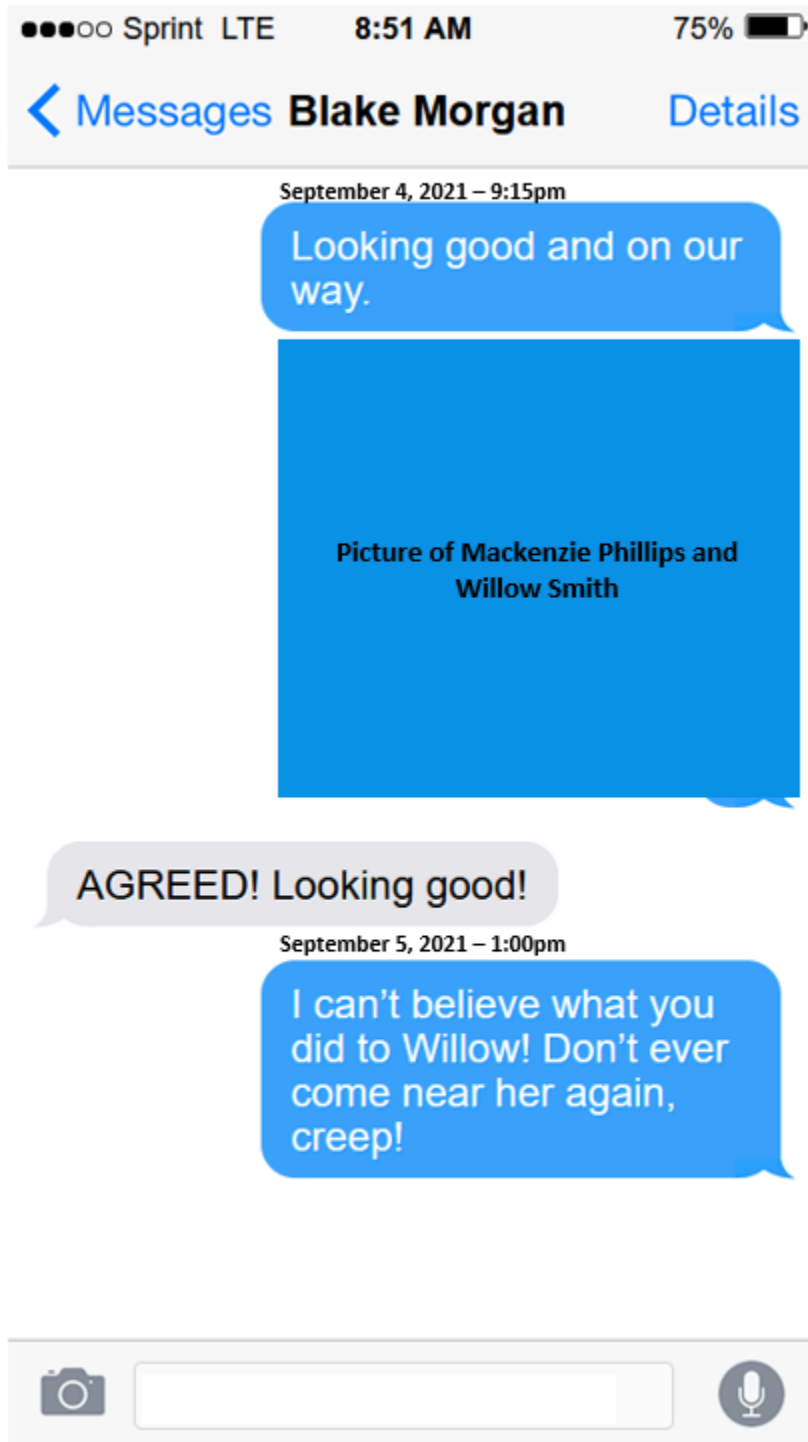 Sprint LTE 8:51 AM 75%
Messages Blake Morgan Details
September 4, 2021 – 9:15pm
Looking good and on our
way.
Picture of Mackenzie Phillips and
Willow Smith
AGREED! Looking good!
September 5, 2021 – 1:00pm
I can’t believe what you
did to Willow! Don’t ever
come near her again,
creep!